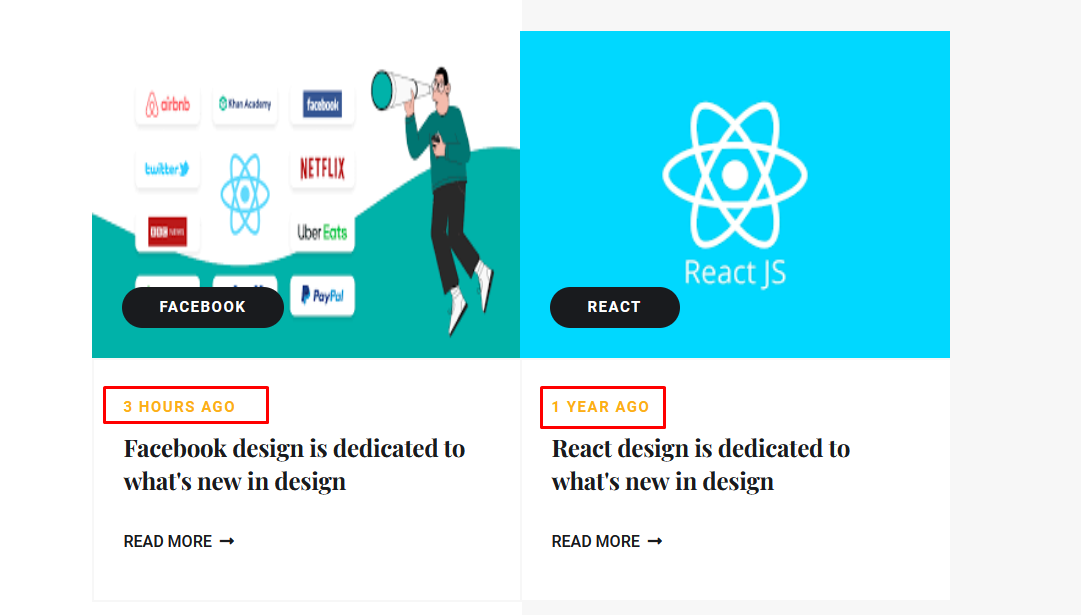 airbnb
Khan Academy
facebook
twitter
NETFLIX
BBC NEWS
Uber Eats
PayPal
FACEBOOK
React JS
REACT
3 HOURS AGO
Facebook design is dedicated to
what's new in design
READ MORE →
1 YEAR AGO
React design is dedicated to
what's new in design
READ MORE →